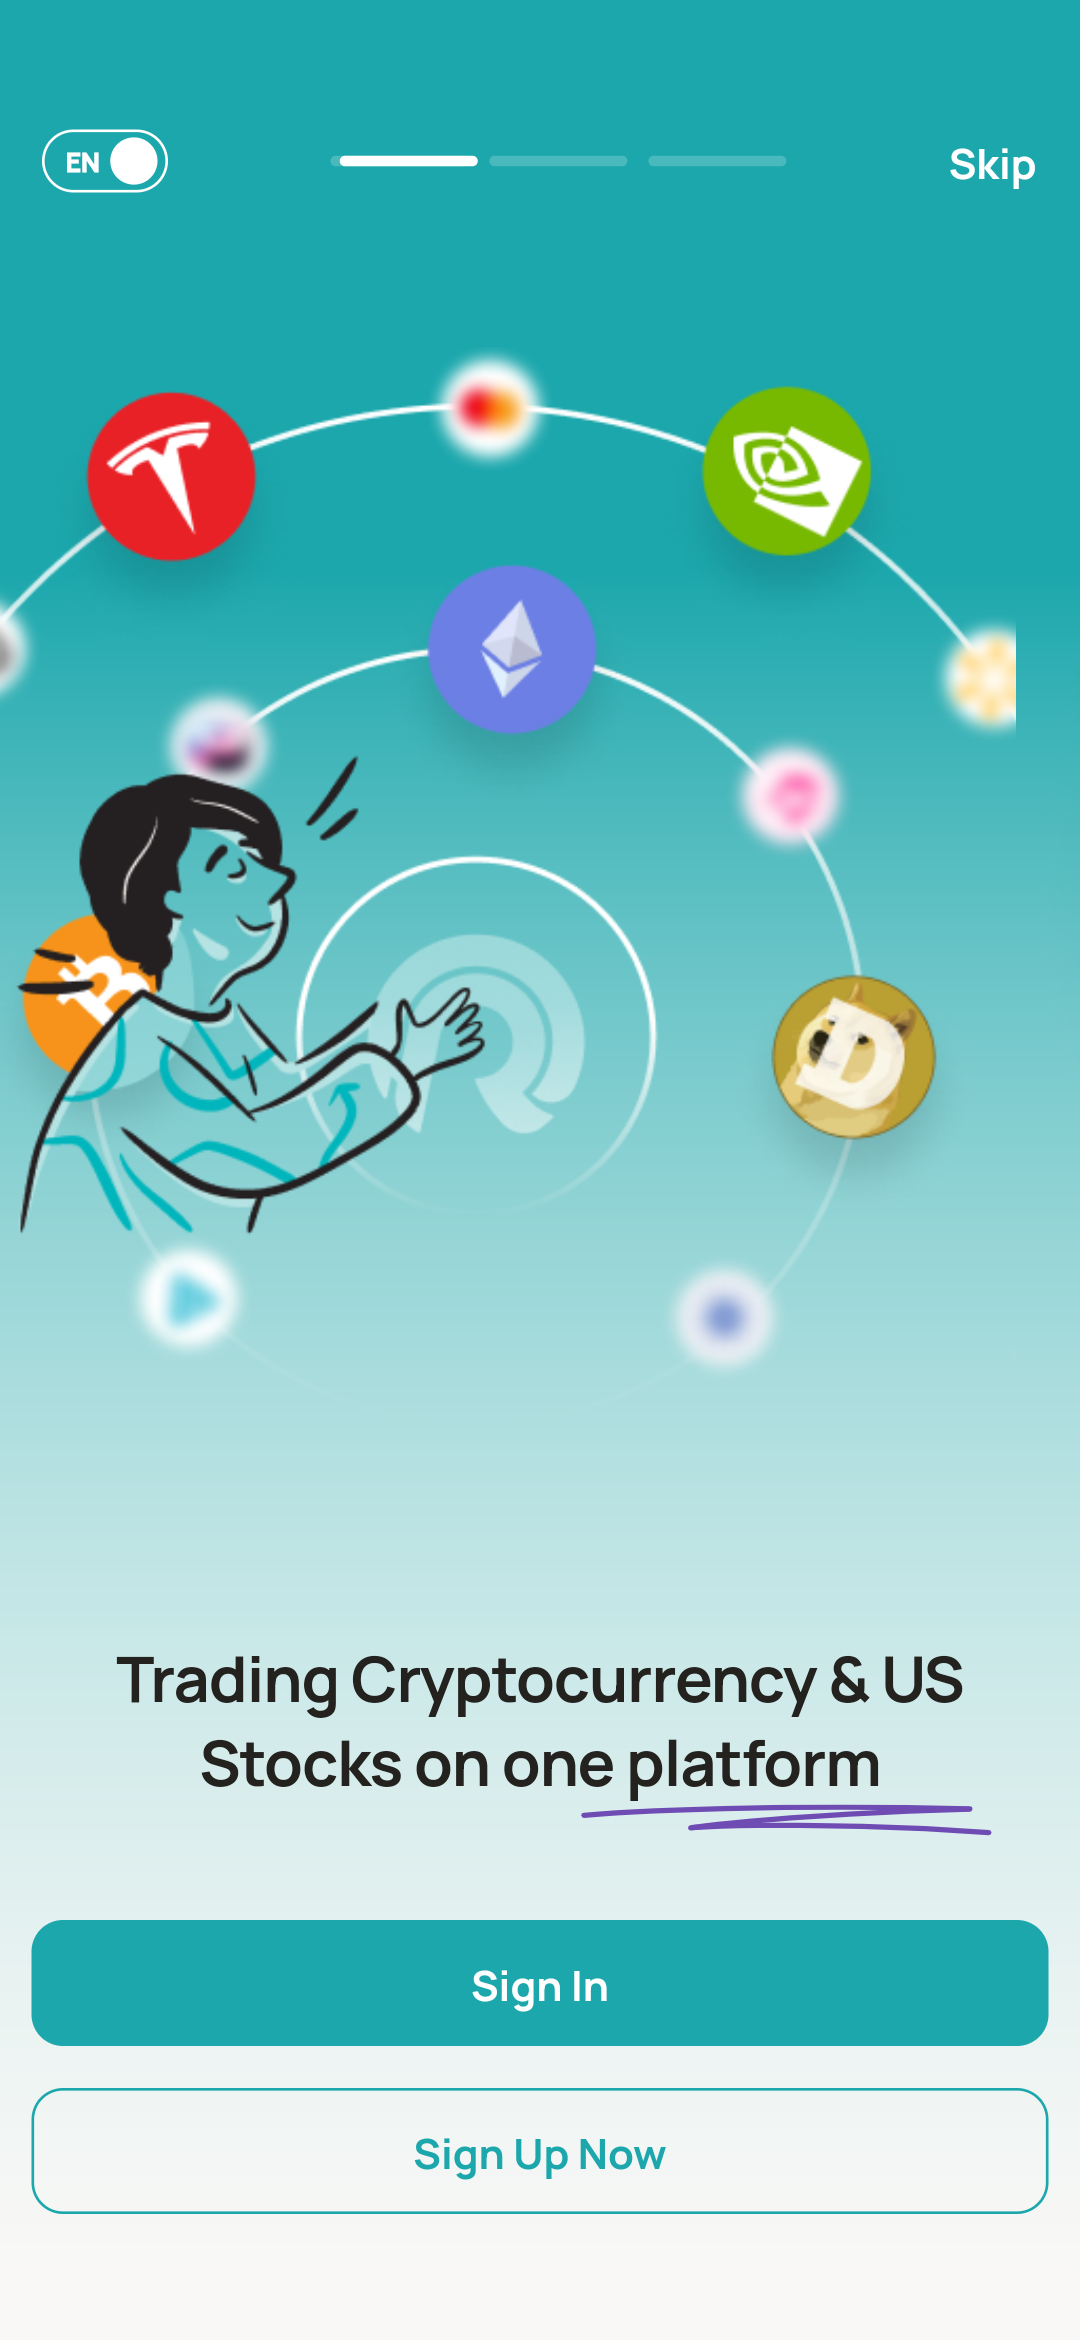 EN
Skip
Trading Cryptocurrency & US
Stocks on one platform
Sign In
Sign Up Now